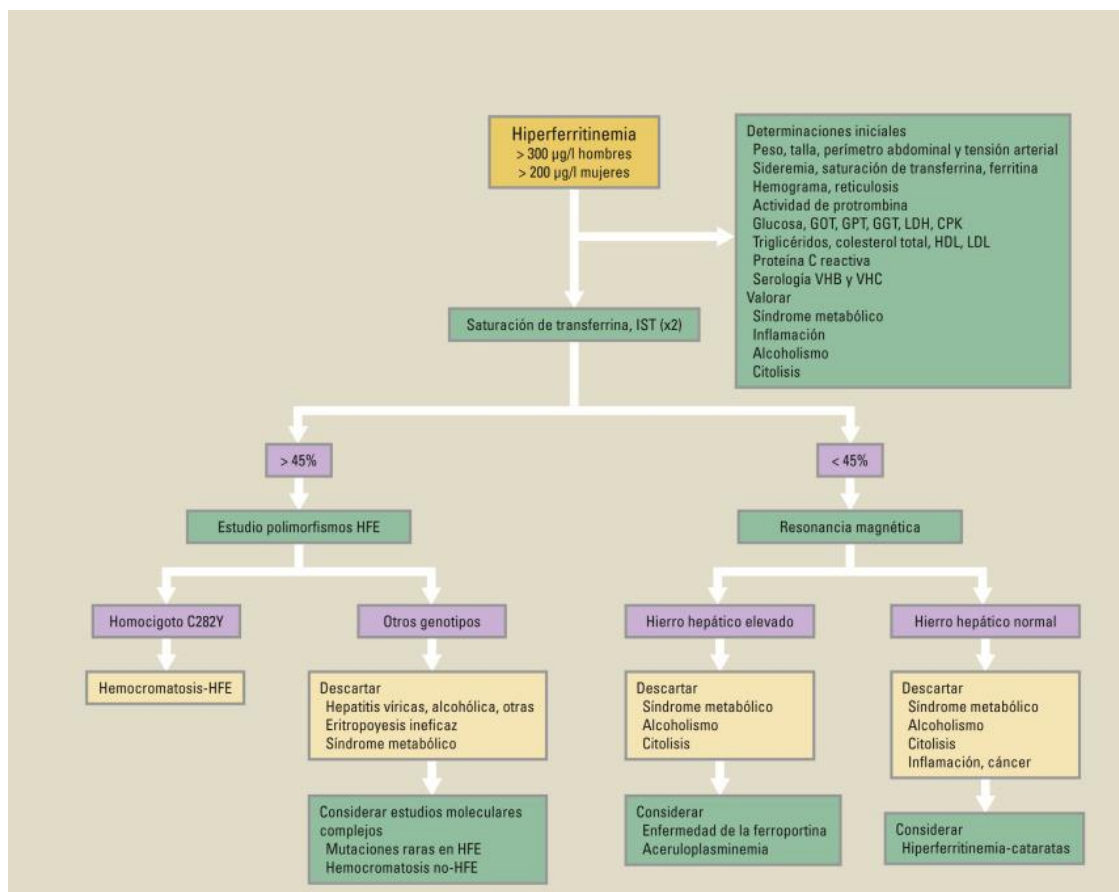 Hiperferritinemia
> 300 µg/l hombres
> 200 µg/l mujeres
Determinaciones iniciales
Peso, talla, perímetro abdominal y tensión arterial
Sideremia, saturación de transferrina, ferritina
Hemograma, reticulosis
Actividad de protrombina
Glucosa, GOT, GPT, GGT, LDH, CPK
Triglicéridos, colesterol total, HDL, LDL
Proteína C reactiva
Serología VHB y VHC
Valorar
Síndrome metabólico
Inflamación
Alcoholismo
Citolisis
Saturación de transferrina, IST (x2)
> 45%
< 45%
Estudio polimorfismos HFE
Resonancia magnética
Homocigoto C282Y
Otros genotipos
Hierro hepático elevado
Hierro hepático normal
Hemocromatosis-HFE
Descartar
Hepatitis víricas, alcohólica, otras
Eritropoyesis ineficaz
Síndrome metabólico
Descartar
Síndrome metabólico
Alcoholismo
Citolisis
Descartar
Síndrome metabólico
Alcoholismo
Citolisis
Inflamación, cáncer
Considerar estudios moleculares
complejos
Mutaciones raras en HFE
Hemocromatosis no-HFE
Considerar
Enfermedad de la ferroportina
Aceruloplasminemia
Considerar
Hiperferritinemia-cataratas